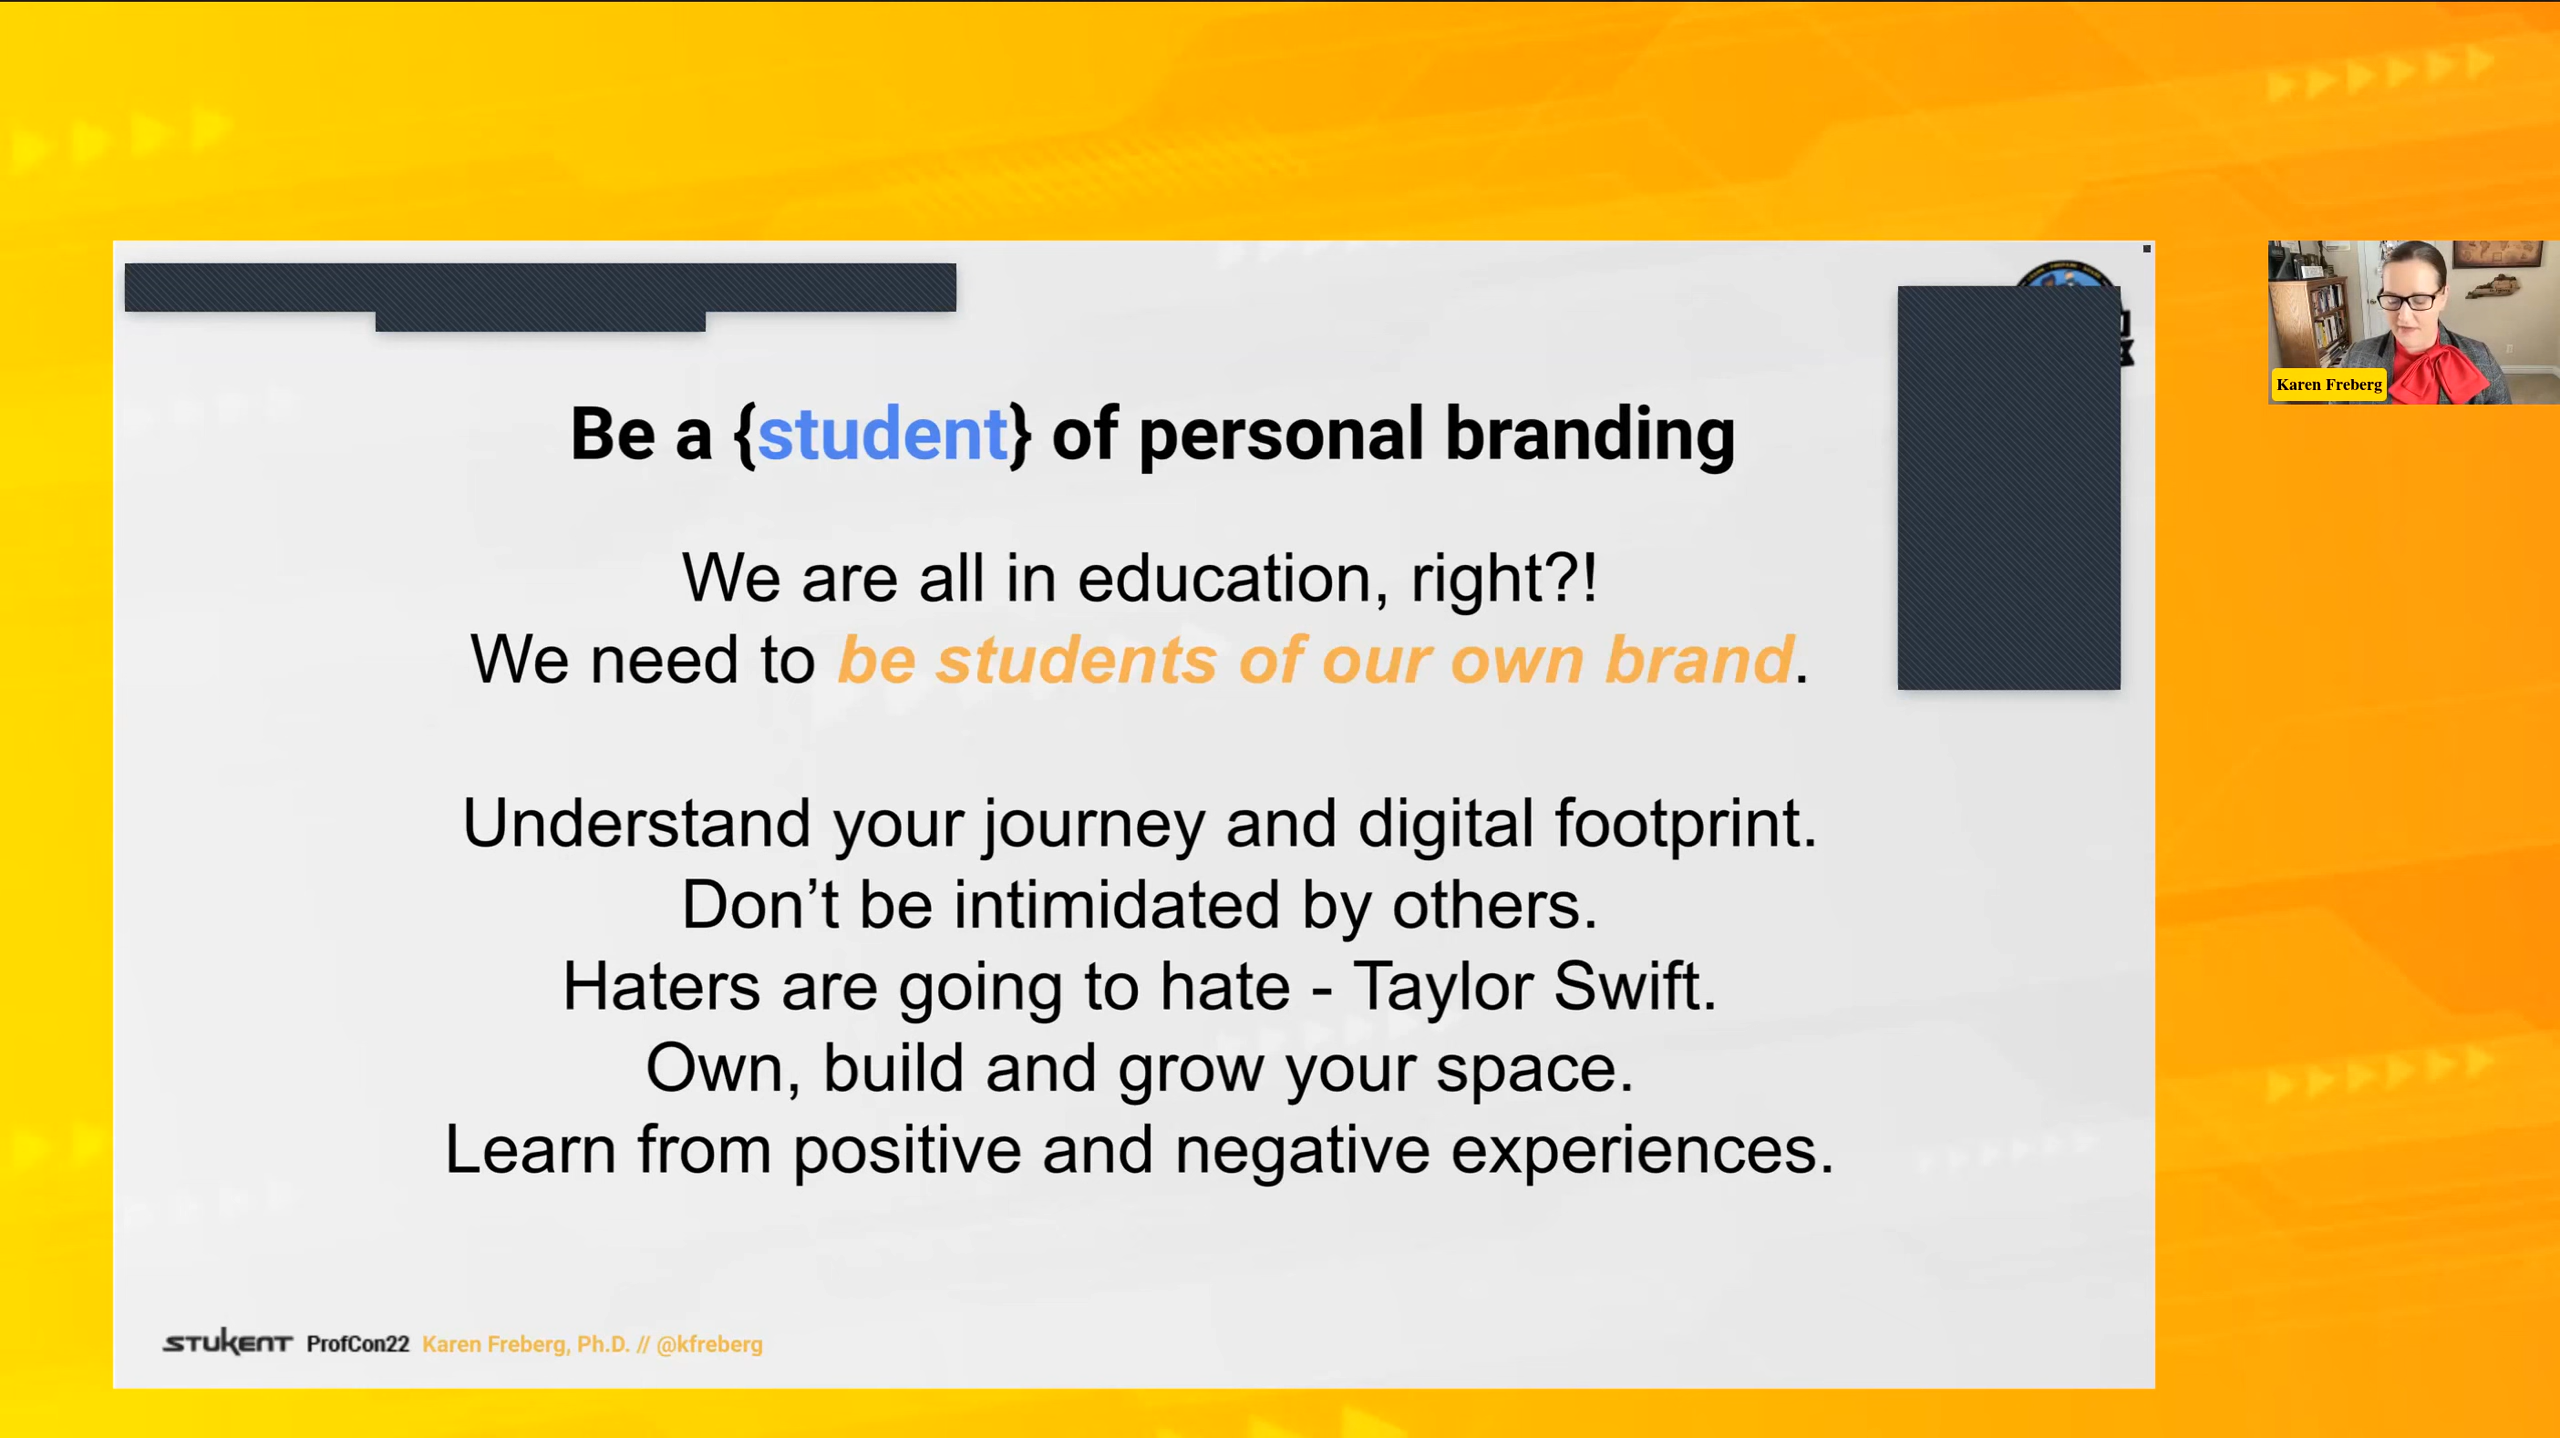 Be a {student} of personal branding
We are all in education, right?!
We need to be students of our own brand.
Understand your journey and digital footprint.
Don’t be intimidated by others.
Haters are going to hate - Taylor Swift.
Own, build and grow your space.
Learn from positive and negative experiences.
STUKENT ProfCon22 Karen Freberg, Ph.D. // @kfreberg
Karen Freberg